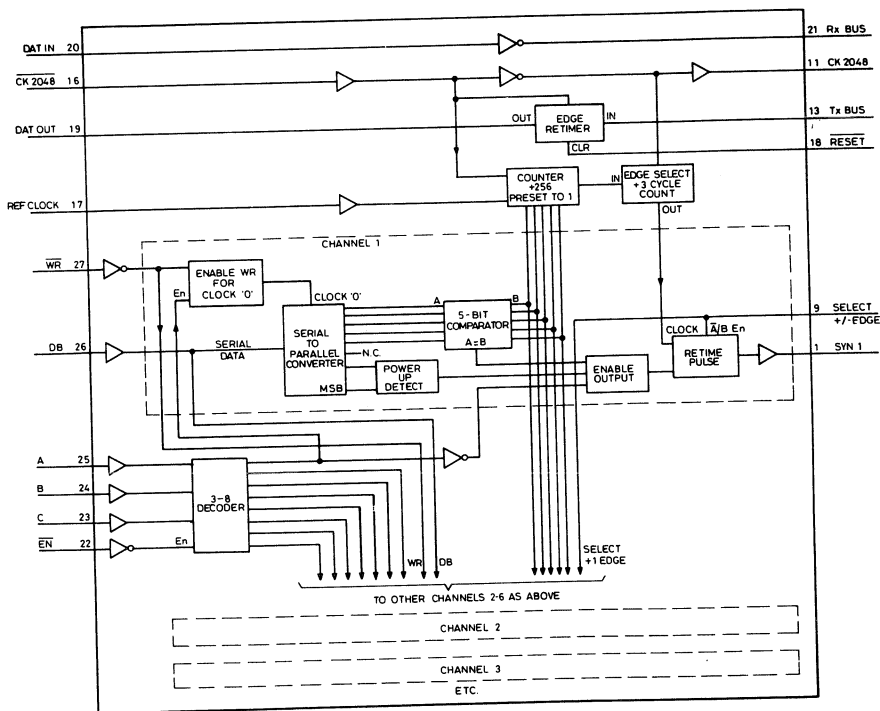 DAT IN 20
21 Rx BUS
CK 2048 16
11 CK 2048
DAT OUT 19
OUT
EDGE
RETIMER
IN
CLR
13 Tx BUS
18 RESET
REF CLOCK 17
COUNTER
÷256
PRESET TO 1
IN
EDGE SELECT
+3 CYCLE
COUNT
OUT
CHANNEL 1
WR 27
En
ENABLE WR
FOR
CLOCK 'O'
CLOCK 'O'
A
5-BIT
COMPARATOR
A=B
B
9 SELECT
+/-EDGE
CLOCK
A/B En
DB 26
SERIAL
DATA
SERIAL
TO
PARALLEL
CONVERTER
N.C.
MSB
POWER
UP
DETECT
ENABLE
OUTPUT
RETIME
PULSE
1 SYN 1
A 25
B 24
C 23
EN 22
En
3-8
DECODER
WR
DB
SELECT
+1 EDGE
TO OTHER CHANNELS 2-6 AS ABOVE
CHANNEL 2
CHANNEL 3
ETC.